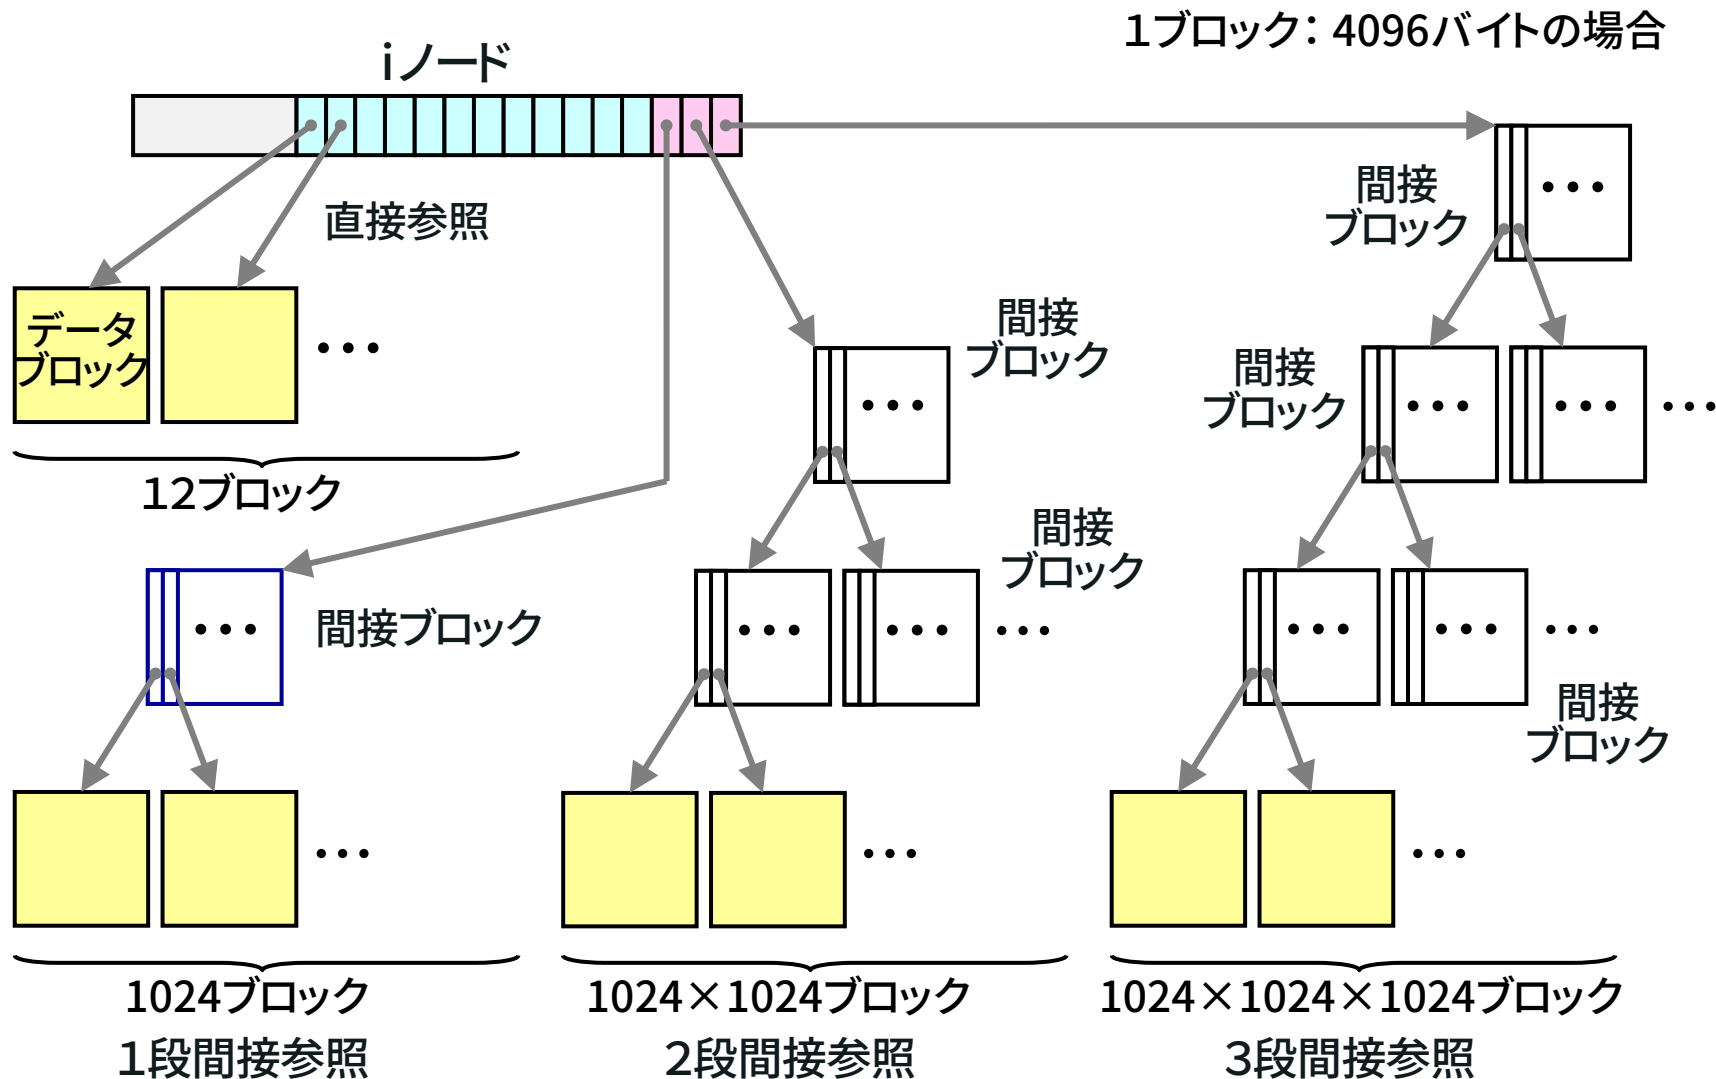 1ブロック：4096バイトの場合
iノード
直接参照
データ
ブロック
･･･
12ブロック
間接ブロック
･･･
･･･
1024ブロック
1段間接参照
間接
ブロック
･･･
間接
ブロック
･･･
･･･
･･･
･･･
1024×1024ブロック
2段間接参照
間接
ブロック
･･･
間接
ブロック
･･･
･･･
･･･
･･･
･･･
･･･
間接
ブロック
･･･
1024×1024×1024ブロック
3段間接参照